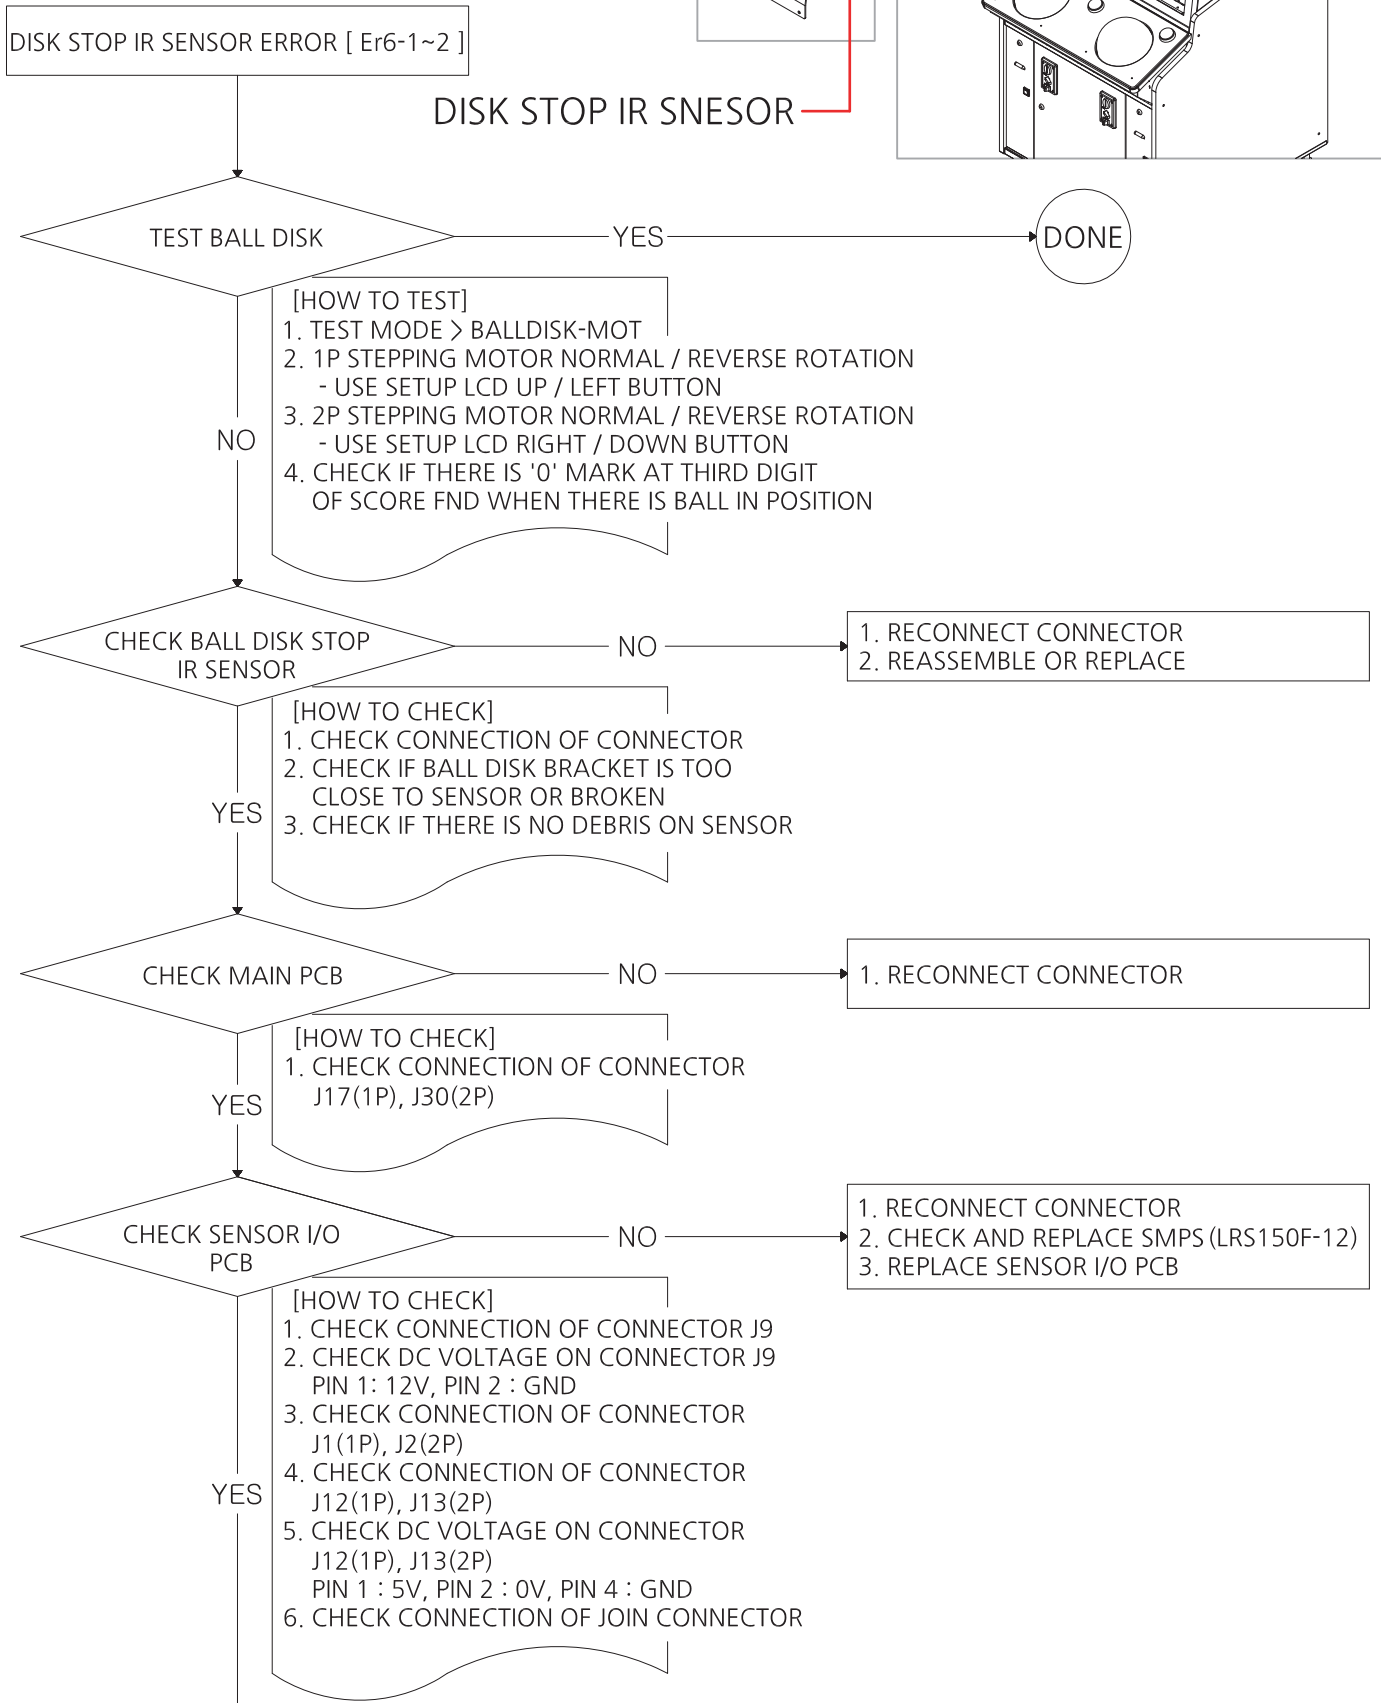 DISK STOP IR SENSOR ERROR [ Er6-1~2 ]
DISK STOP IR SNESOR
TEST BALL DISK
YES
DONE
[HOW TO TEST]
1. TEST MODE > BALLDISK-MOT
2. 1P STEPPING MOTOR NORMAL / REVERSE ROTATION
- USE SETUP LCD UP / LEFT BUTTON
3. 2P STEPPING MOTOR NORMAL / REVERSE ROTATION
- USE SETUP LCD RIGHT / DOWN BUTTON
4. CHECK IF THERE IS '0' MARK AT THIRD DIGIT
OF SCORE FND WHEN THERE IS BALL IN POSITION
NO
CHECK BALL DISK STOP
IR SENSOR
NO
1. RECONNECT CONNECTOR
2. REASSEMBLE OR REPLACE
[HOW TO CHECK]
1. CHECK CONNECTION OF CONNECTOR
2. CHECK IF BALL DISK BRACKET IS TOO
CLOSE TO SENSOR OR BROKEN
3. CHECK IF THERE IS NO DEBRIS ON SENSOR
YES
CHECK MAIN PCB
NO
1. RECONNECT CONNECTOR
[HOW TO CHECK]
1. CHECK CONNECTION OF CONNECTOR
J17(1P), J30(2P)
YES
CHECK SENSOR I/O
PCB
NO
1. RECONNECT CONNECTOR
2. CHECK AND REPLACE SMPS (LRS150F-12)
3. REPLACE SENSOR I/O PCB
[HOW TO CHECK]
1. CHECK CONNECTION OF CONNECTOR J9
2. CHECK DC VOLTAGE ON CONNECTOR J9
PIN 1 : 12V, PIN 2 : GND
3. CHECK CONNECTION OF CONNECTOR
J1(1P), J2(2P)
4. CHECK CONNECTION OF CONNECTOR
J12(1P), J13(2P)
5. CHECK DC VOLTAGE ON CONNECTOR
J12(1P), J13(2P)
PIN 1 : 5V, PIN 2 : 0V, PIN 4 : GND
6. CHECK CONNECTION OF JOIN CONNECTOR
YES